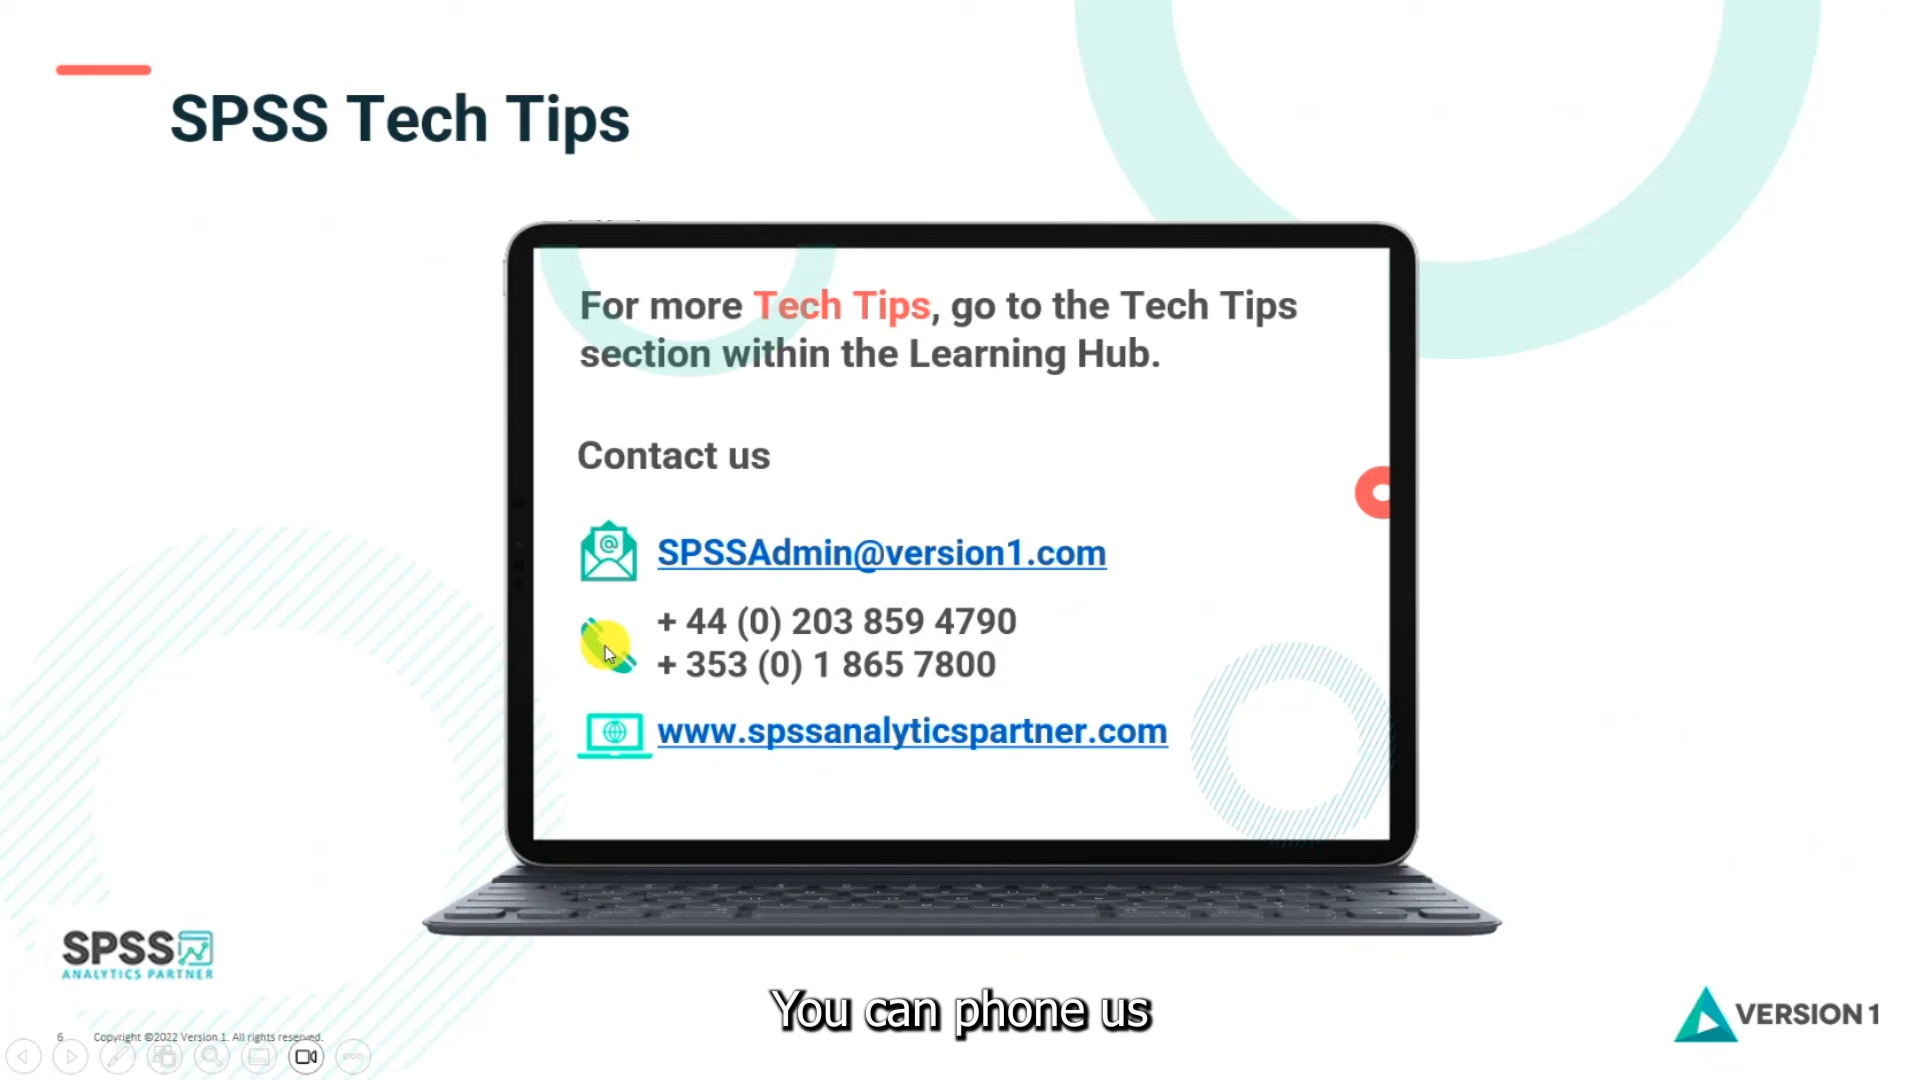 SPSS Tech Tips
For more Tech Tips, go to the Tech Tips
section within the Learning Hub.
Contact us
@
SPSSAdmin@version1.com
+ 44 (0) 203 859 4790
+ 353 (0) 1 865 7800
www.spssanalyticspartner.com
SPSS
ANALYTICS PARTNER
You can phone us
VERSION 1
6
Copyright ©2022 Version 1. All rights reserved.